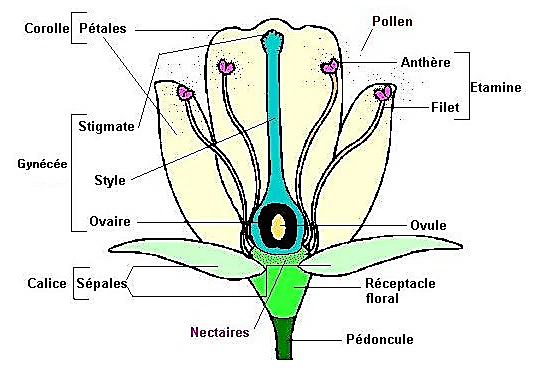 Corolle Pétales
Pollen
Anthère
Etamine
Filet
Stigmate
Gynécée
Style
Ovaire
Ovule
Calice Sépales
Réceptacle
floral
Nectaires
Pédoncule